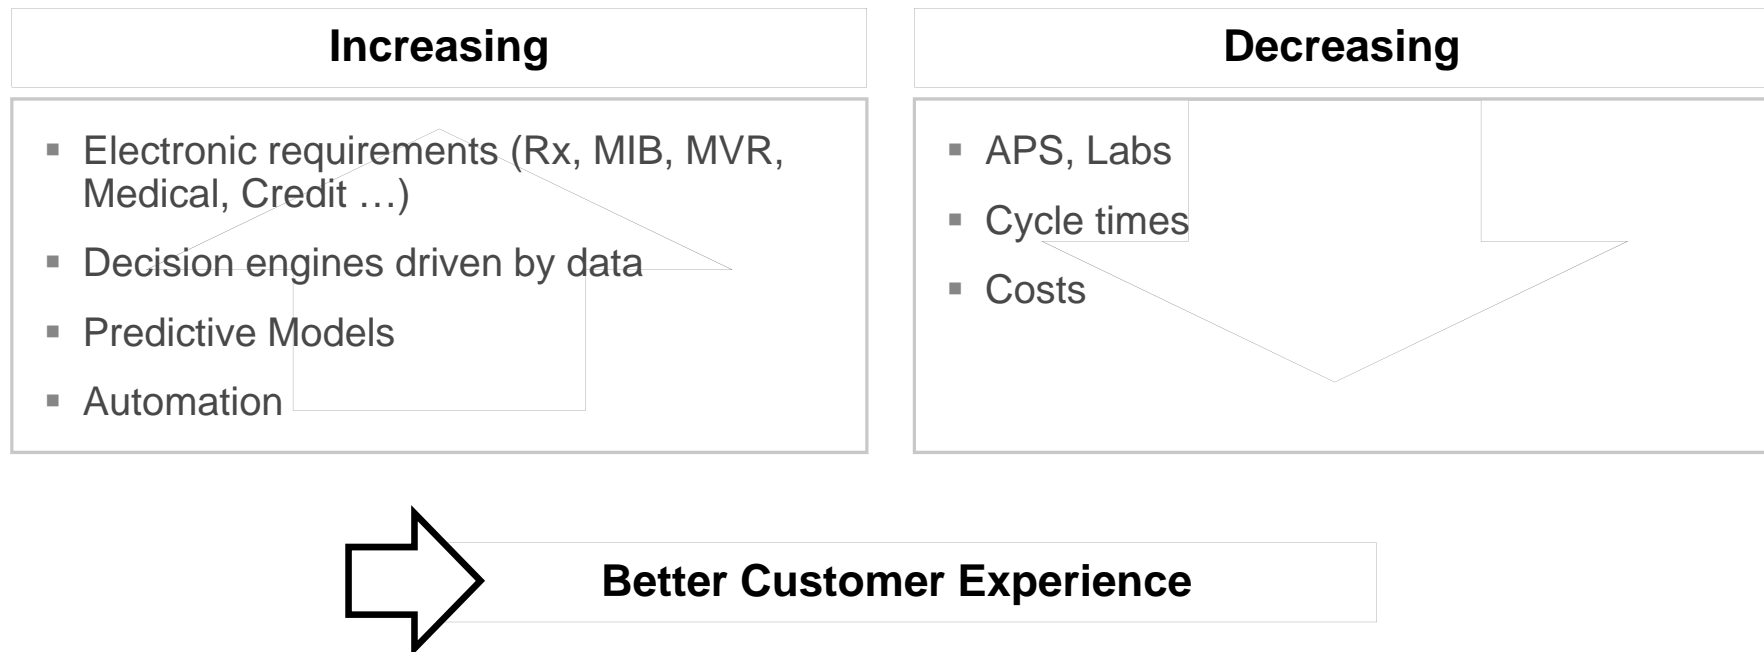 Increasing
▪ Electronic requirements (Rx, MIB, MVR,
Medical, Credit …)
▪ Decision engines driven by data
▪ Predictive Models
▪ Automation
Decreasing
▪ APS, Labs
▪ Cycle times
▪ Costs
Better Customer Experience